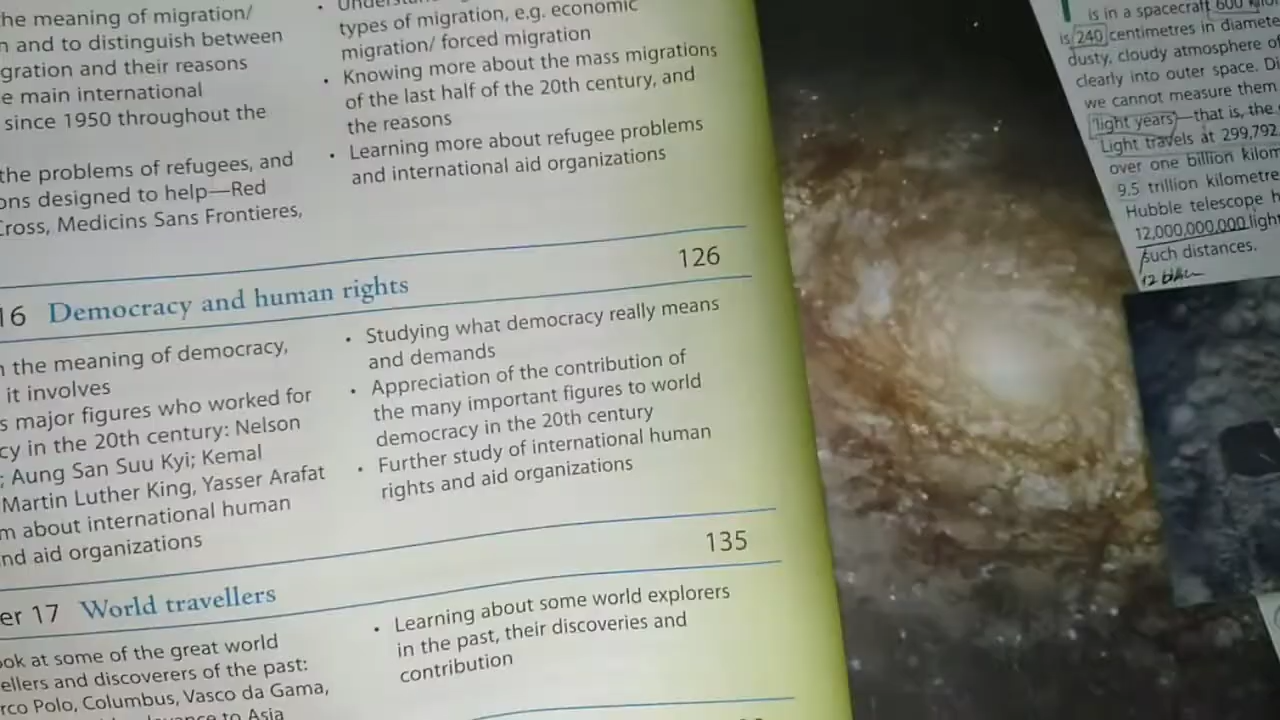 he meaning of migration/
n and to distinguish between
gration and their reasons
e main international
since 1950 throughout the
the problems of refugees, and
ons designed to help—Red
Cross, Medicins Sans Frontieres,
types of migration, e.g. economic
migration/ forced migration
• Knowing more about the mass migrations
of the last half of the 20th century, and
the reasons
• Learning more about refugee problems
and international aid organizations
16 Democracy and human rights 126
the meaning of democracy,
it involves
s major figures who worked for
cy in the 20th century: Nelson
; Aung San Suu Kyi; Kemal
Martin Luther King, Yasser Arafat
m about international human
nd aid organizations
• Studying what democracy really means
and demands
• Appreciation of the contribution of
the many important figures to world
democracy in the 20th century
• Further study of international human
rights and aid organizations
er 17 World travellers 135
ook at some of the great world
ellers and discoverers of the past:
rco Polo, Columbus, Vasco da Gama,
to Asia
• Learning about some world explorers
in the past, their discoveries and
contribution
is in a spacecraft 600
is 240 centimetres in diamete
dusty, cloudy atmosphere of
clearly into outer space. Di
we cannot measure them
light years—that is, the
Light travels at 299,792
over one billion kilom
9.5 trillion kilometre
Hubble telescope h
12,000,000,000 light
such distances.
12